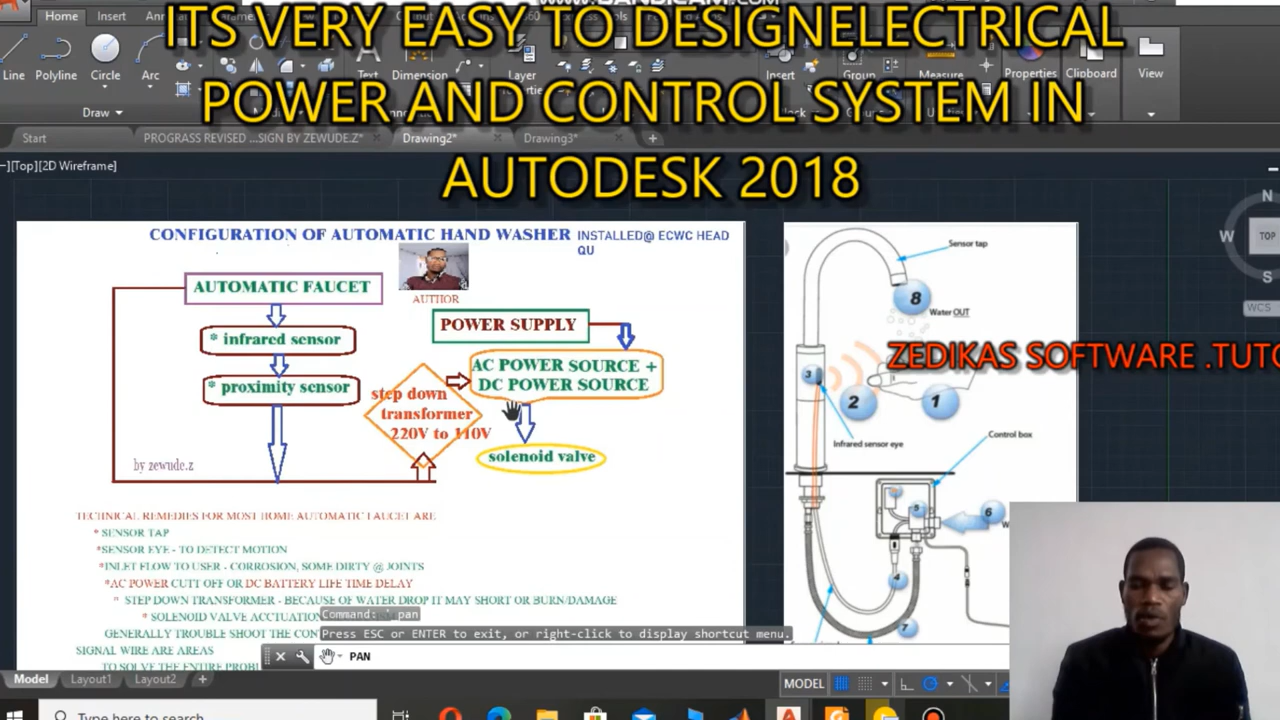 BANDICAM.COM
ITS VERY EASY TO DESIGNELECTRICAL
POWER AND CONTROL SYSTEM IN
AUTODESK 2018
Home Insert
Line Polyline Circle Arc
Text Dimension Layer Insert Group Measure Properties Clipboard View
Draw
Start PROGRASS REVISED ...SIGN BY ZEWUDE.Z* Drawing2* Drawing3*
[Top][2D Wireframe]
CONFIGURATION OF AUTOMATIC HAND WASHER INSTALLED@ ECWC HEAD
QU
AUTOMATIC FAUCET
* infrared sensor
* proximity sensor
by zewude.z
AUTHOR
POWER SUPPLY
AC POWER SOURCE +
DC POWER SOURCE
step down
transformer
220V to 110V
solenoid valve
TECHNICAL REMEDIES FOR MOST HOME AUTOMATIC FAUCET ARE
* SENSOR TAP
*SENSOR EYE - TO DETECT MOTION
*INLET FLOW TO USER - CORROSION, SOME DIRTY @ JOINTS
*AC POWER CUTT OFF OR DC BATTERY LIFE TIME DELAY
* STEP DOWN TRANSFORMER - BECAUSE OF WATER DROP IT MAY SHORT OR BURN/DAMAGE
* SOLENOID VALVE ACCTUATION
GENERALLY TROUBLE SHOOT THE CON
SIGNAL WIRE ARE AREAS
TO SOLVE THE ENTIRE PROBL
Sensor tap
8
Water OUT
ZEDIKAS SOFTWARE .TUTO
3
2
1
Infrared sensor eye
Control box
5
6
4
7
N
W TOP
S
WCS
Command: '_pan
Press ESC or ENTER to exit, or right-click to display shortcut menu.
PAN
Model Layout1 Layout2 +
MODEL
Type here to search